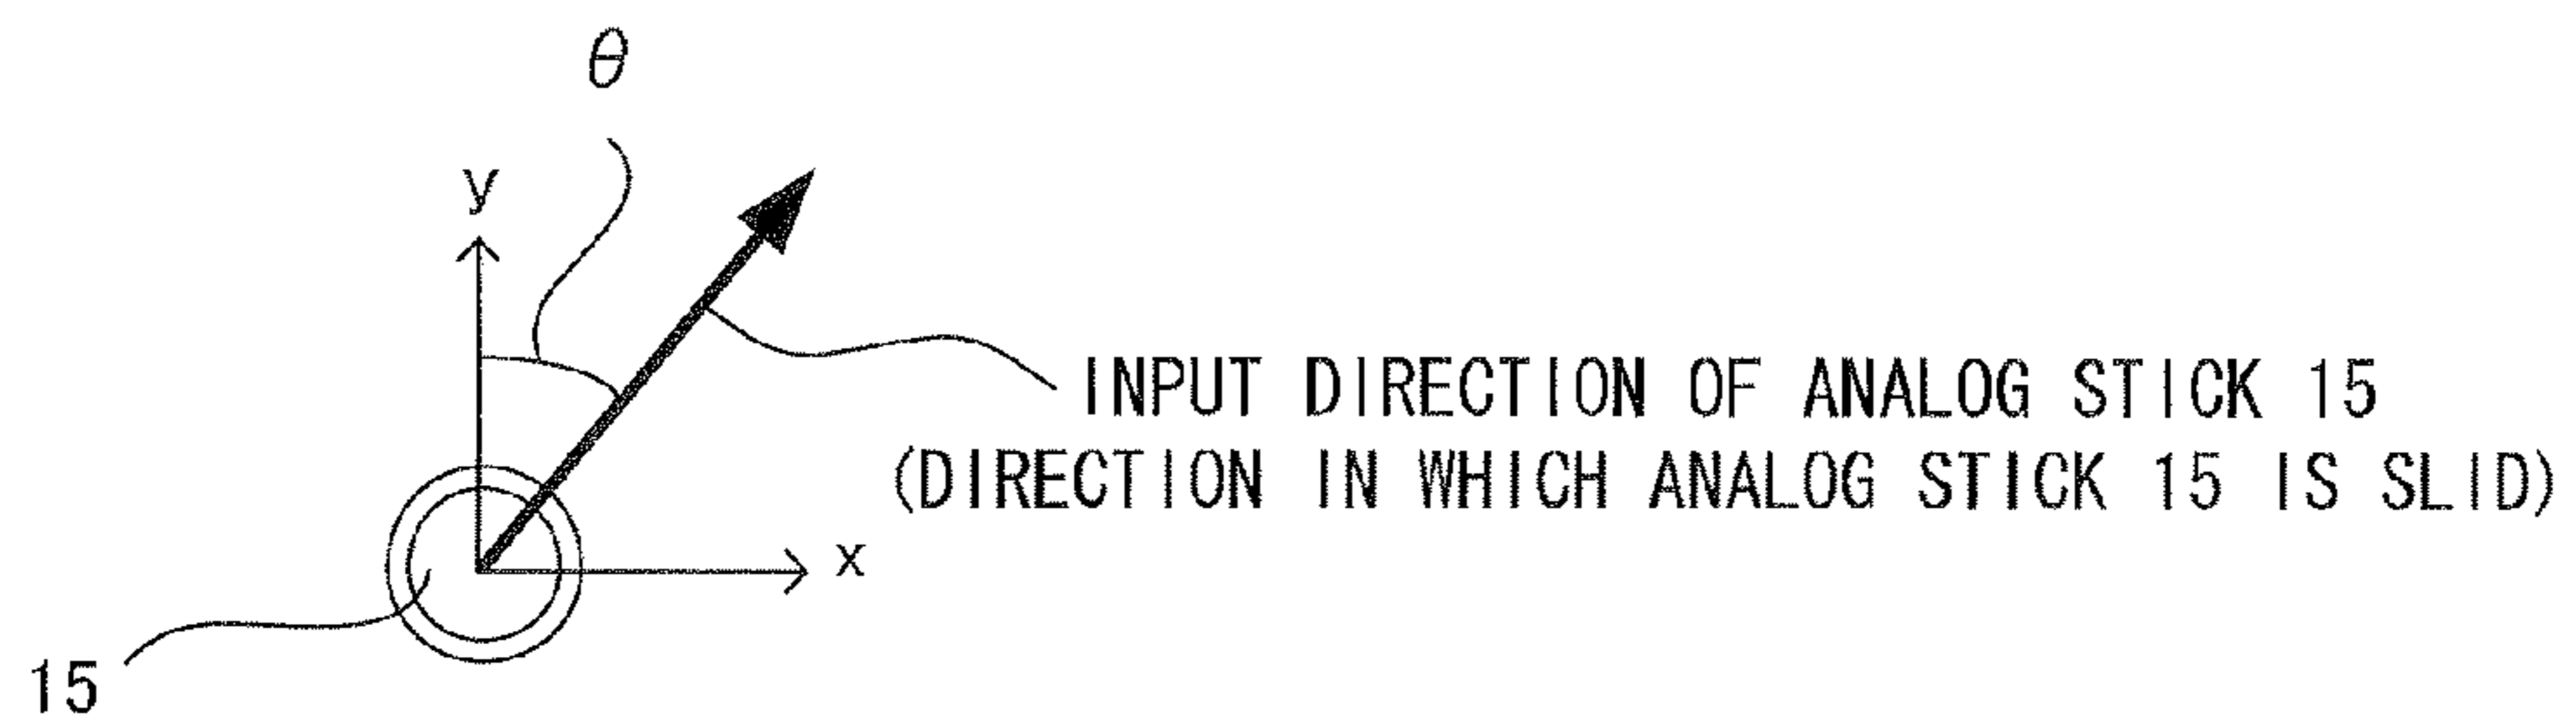 θ
y
INPUT DIRECTION OF ANALOG STICK 15
(DIRECTION IN WHICH ANALOG STICK 15 IS SLID)
x
15